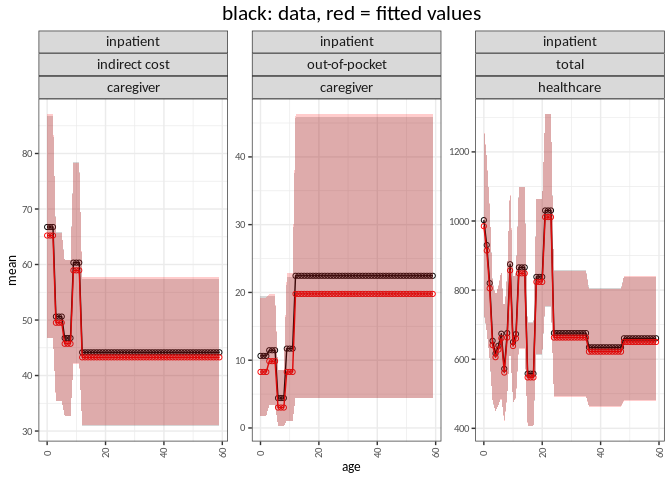 black: data, red = fitted values
inpatient
indirect cost
caregiver
inpatient
out-of-pocket
caregiver
inpatient
total
healthcare
mean
80
70
60
50
40
30
40
30
20
10
0
1200
1000
800
600
400
0
20
40
60
0
20
40
60
0
20
40
60
age